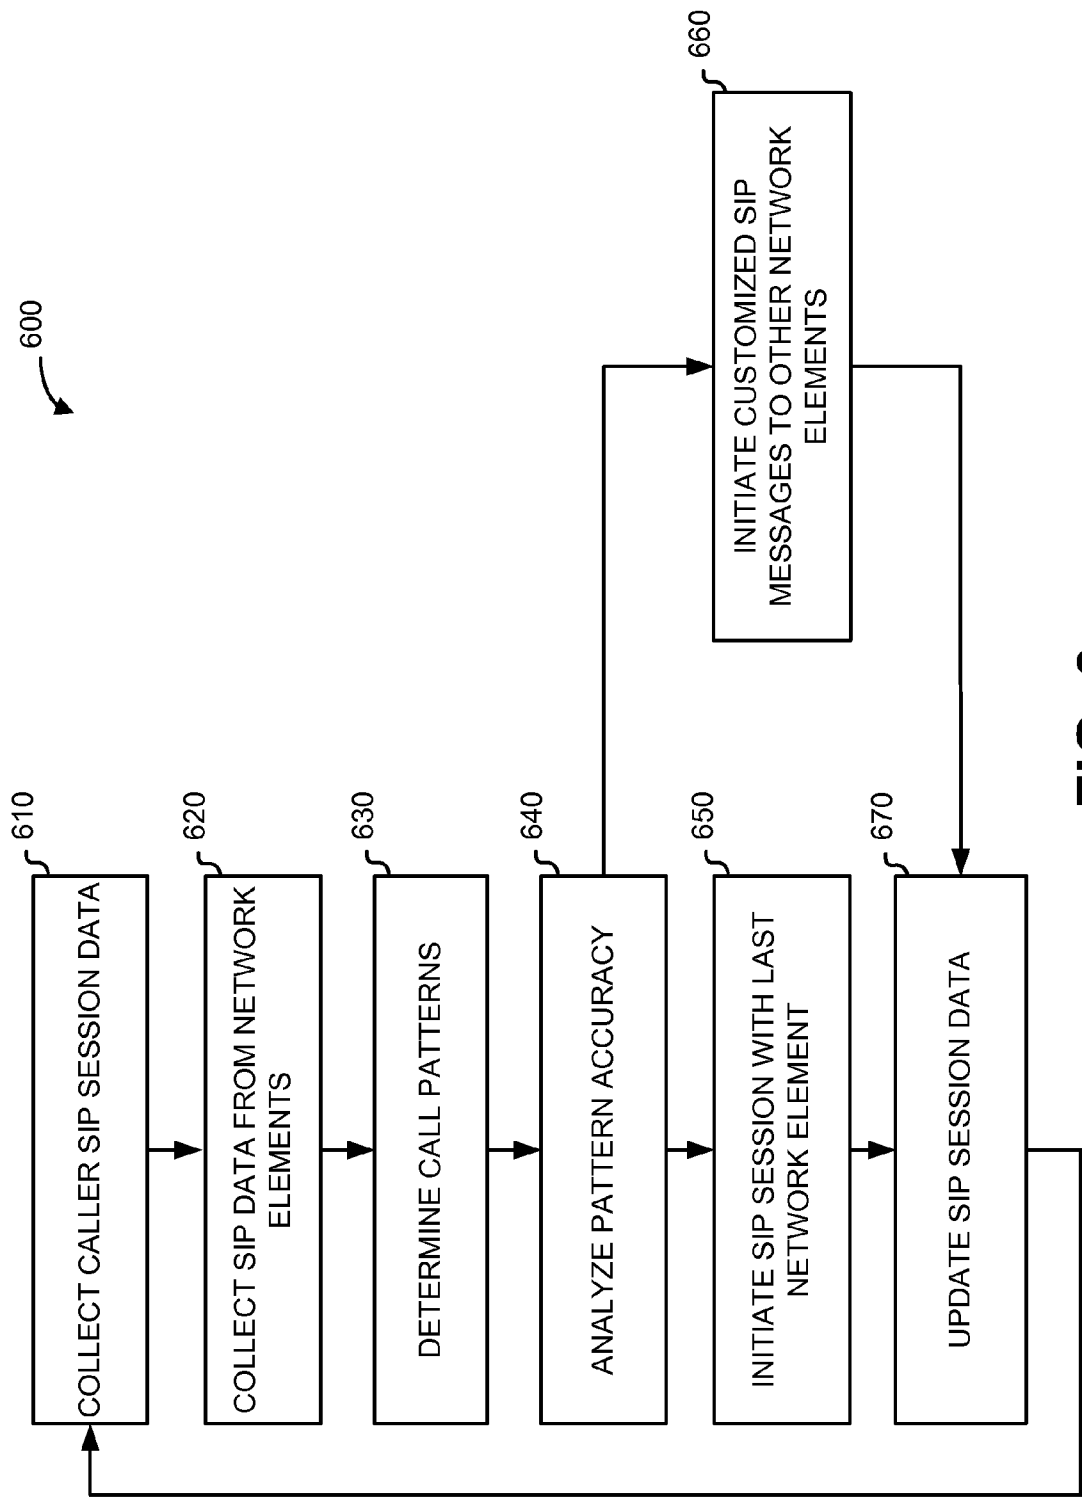 600
610
COLLECT CALLER SIP SESSION DATA
620
COLLECT SIP DATA FROM NETWORK
ELEMENTS
630
DETERMINE CALL PATTERNS
640
ANALYZE PATTERN ACCURACY
650
INITIATE SIP SESSION WITH LAST
NETWORK ELEMENT
660
INITIATE CUSTOMIZED SIP
MESSAGES TO OTHER NETWORK
ELEMENTS
670
UPDATE SIP SESSION DATA
FIG.